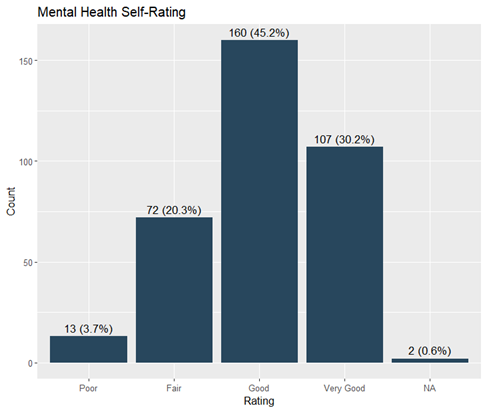 Mental Health Self-Rating
160 (45.2%)
150
107 (30.2%)
100
72 (20.3%)
50
13 (3.7%)
2 (0.6%)
0
Count
Poor Fair Good Very Good NA
Rating